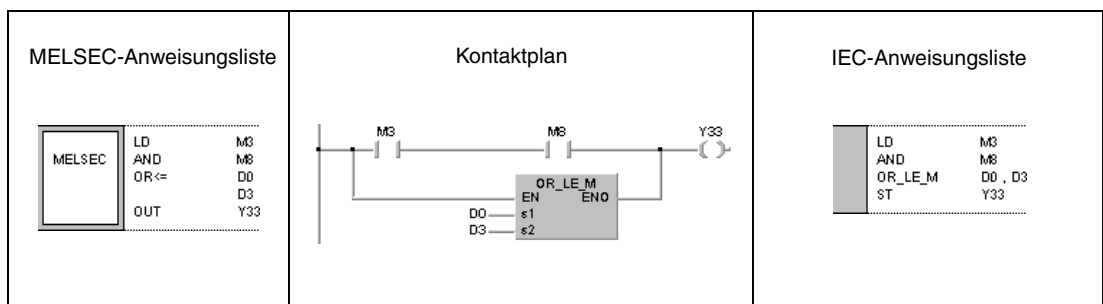 MELSEC-Anweisungsliste
MELSEC
LD M3
AND M8
OR<= D0
D3
OUT Y33
Kontaktplan
M3 M8 Y33
OR_LE_M
EN ENO
D0 s1
D3 s2
IEC-Anweisungsliste
LD M3
AND M8
OR_LE_M D0 , D3
ST Y33